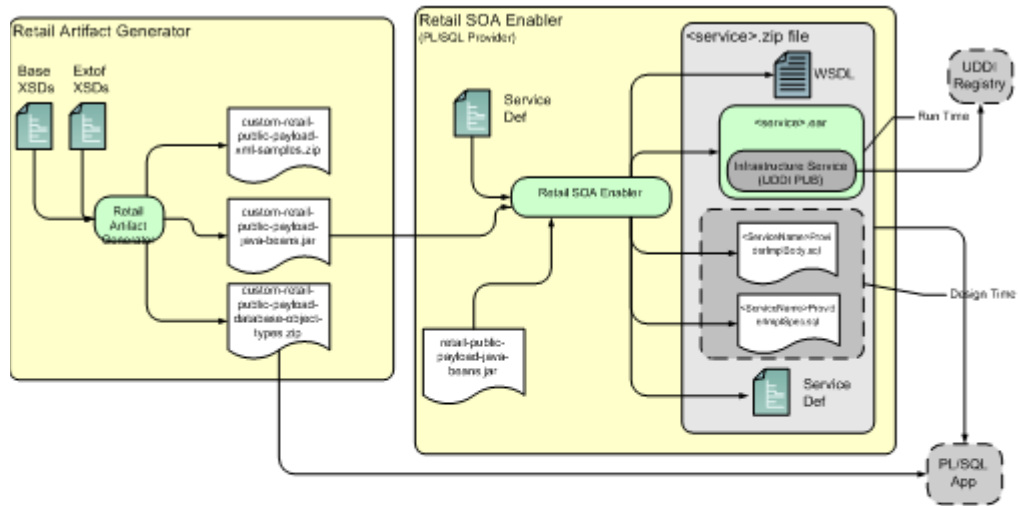 Retail Artifact Generator
Base
XSDs
Extof
XSDs
Retail
Artifact
Generator
custom-retail-
public-payload-
xml-samples.zip
custom-retail-
public-payload-
java-beans.jar
custom-retail-
public-payload-
database-object-
types.zip
Retail SOA Enabler
(PL/SQL Provider)
Service
Def
Retail SOA Enabler
retail-public-
payload-java-
beans.jar
<service>.zip file
WSDL
<service>.ear
Infrastructure Service
(UDDI PUB)
<ServiceName>Provi
derImplBody.sql
<ServiceName>Provid
erImplSpec.sql
Service
Def
UDDI
Registry
Run Time
Design Time
PL/SQL
App